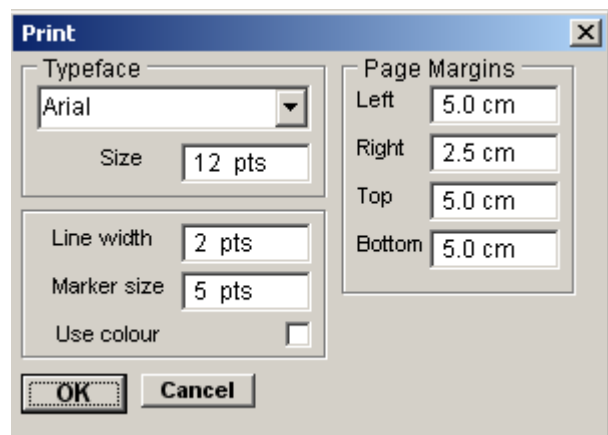 Print
Typeface
Arial
Size 12 pts
Line width 2 pts
Marker size 5 pts
Use colour
Page Margins
Left 5.0 cm
Right 2.5 cm
Top 5.0 cm
Bottom 5.0 cm
OK Cancel